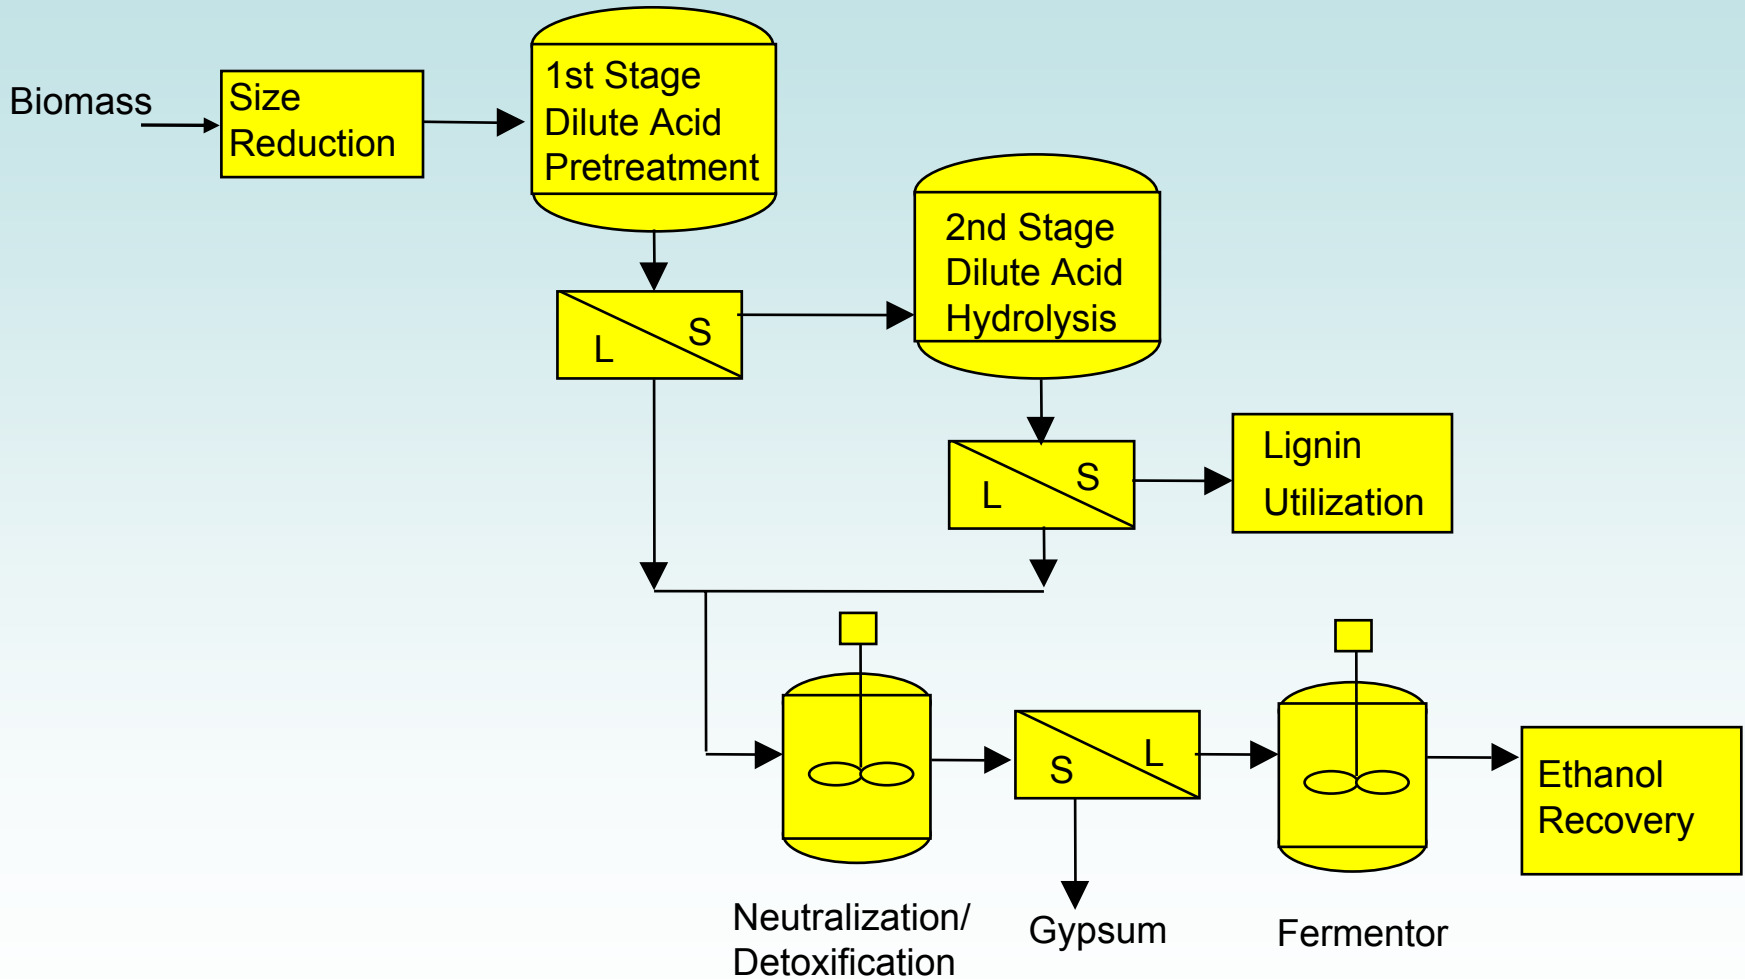 Biomass
Size
Reduction
1st Stage
Dilute Acid
Pretreatment
2nd Stage
Dilute Acid
Hydrolysis
L
S
L
S
Lignin
Utilization
S
L
Ethanol
Recovery
Neutralization/
Detoxification
Gypsum
Fermentor